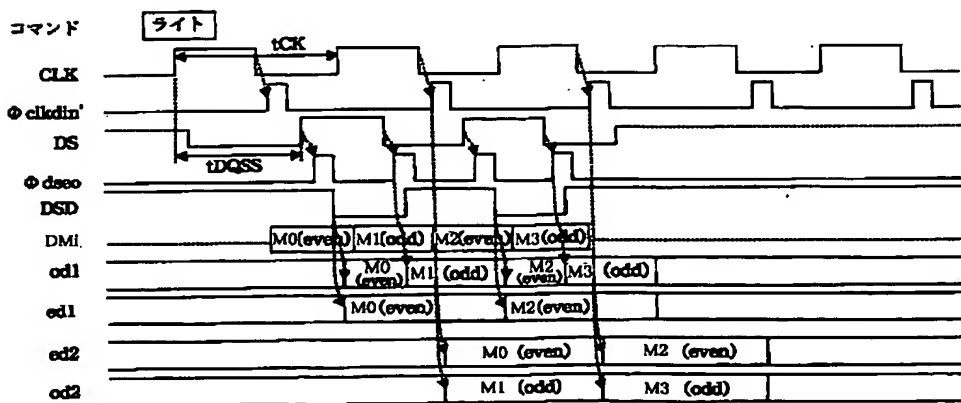 コマンド ライト
tCK
CLK
Φclkdin'
DS
tDQSS
Φdseo
DSD
DMi M0(even) M1(odd) M2(even) M3(odd)
od1 M0 (even) M1 (odd) M2 (even) M3 (odd)
ed1 M0(even) M2(even)
ed2 M0 (even) M2 (even)
od2 M1 (odd) M3 (odd)